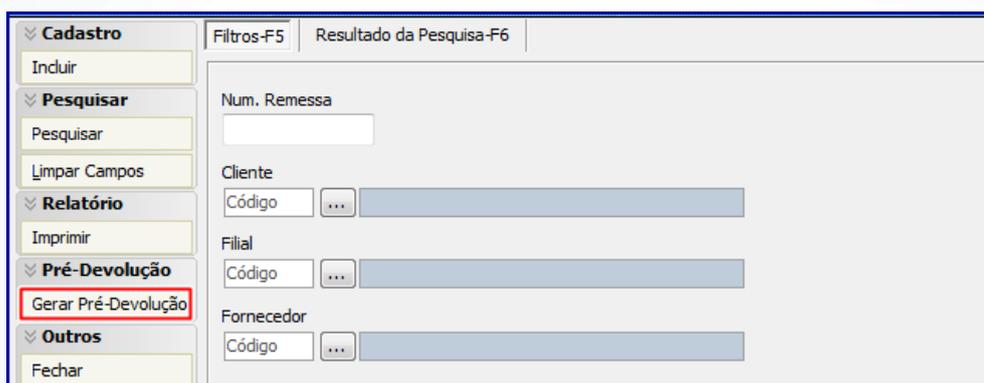 Cadastro
Incluir
Pesquisar
Pesquisar
Limpar Campos
Relatório
Imprimir
Pré-Devolução
Gerar Pré-Devolução
Outros
Fechar
Filtros-F5
Resultado da Pesquisa-F6
Num. Remessa
Cliente
Código ...
Filial
Código ...
Fornecedor
Código ...